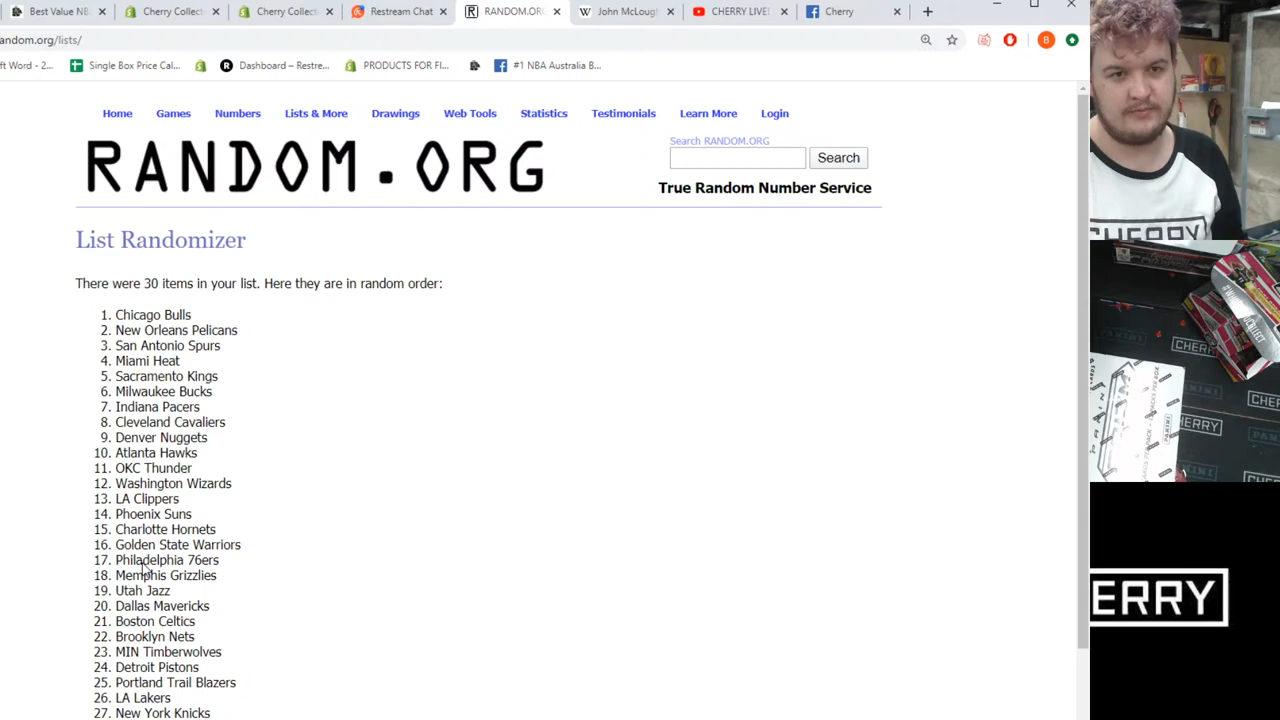 Best Value NB
Cherry Collect
Cherry Collect
Restream Chat
RANDOM.ORG
John McLough
CHERRY LIVE!
Cherry
andom.org/lists/
ft Word - 2...
Single Box Price Cal...
Dashboard – Restre...
PRODUCTS FOR FI...
#1 NBA Australia B...
Home Games Numbers Lists & More Drawings Web Tools Statistics Testimonials Learn More Login
RANDOM.ORG
Search RANDOM.ORG
Search
True Random Number Service
List Randomizer
There were 30 items in your list. Here they are in random order:
1. Chicago Bulls
2. New Orleans Pelicans
3. San Antonio Spurs
4. Miami Heat
5. Sacramento Kings
6. Milwaukee Bucks
7. Indiana Pacers
8. Cleveland Cavaliers
9. Denver Nuggets
10. Atlanta Hawks
11. OKC Thunder
12. Washington Wizards
13. LA Clippers
14. Phoenix Suns
15. Charlotte Hornets
16. Golden State Warriors
17. Philadelphia 76ers
18. Memphis Grizzlies
19. Utah Jazz
20. Dallas Mavericks
21. Boston Celtics
22. Brooklyn Nets
23. MIN Timberwolves
24. Detroit Pistons
25. Portland Trail Blazers
26. LA Lakers
27. New York Knicks
CHERRY
CHERRY
CHERRY
PANINI
ERRY